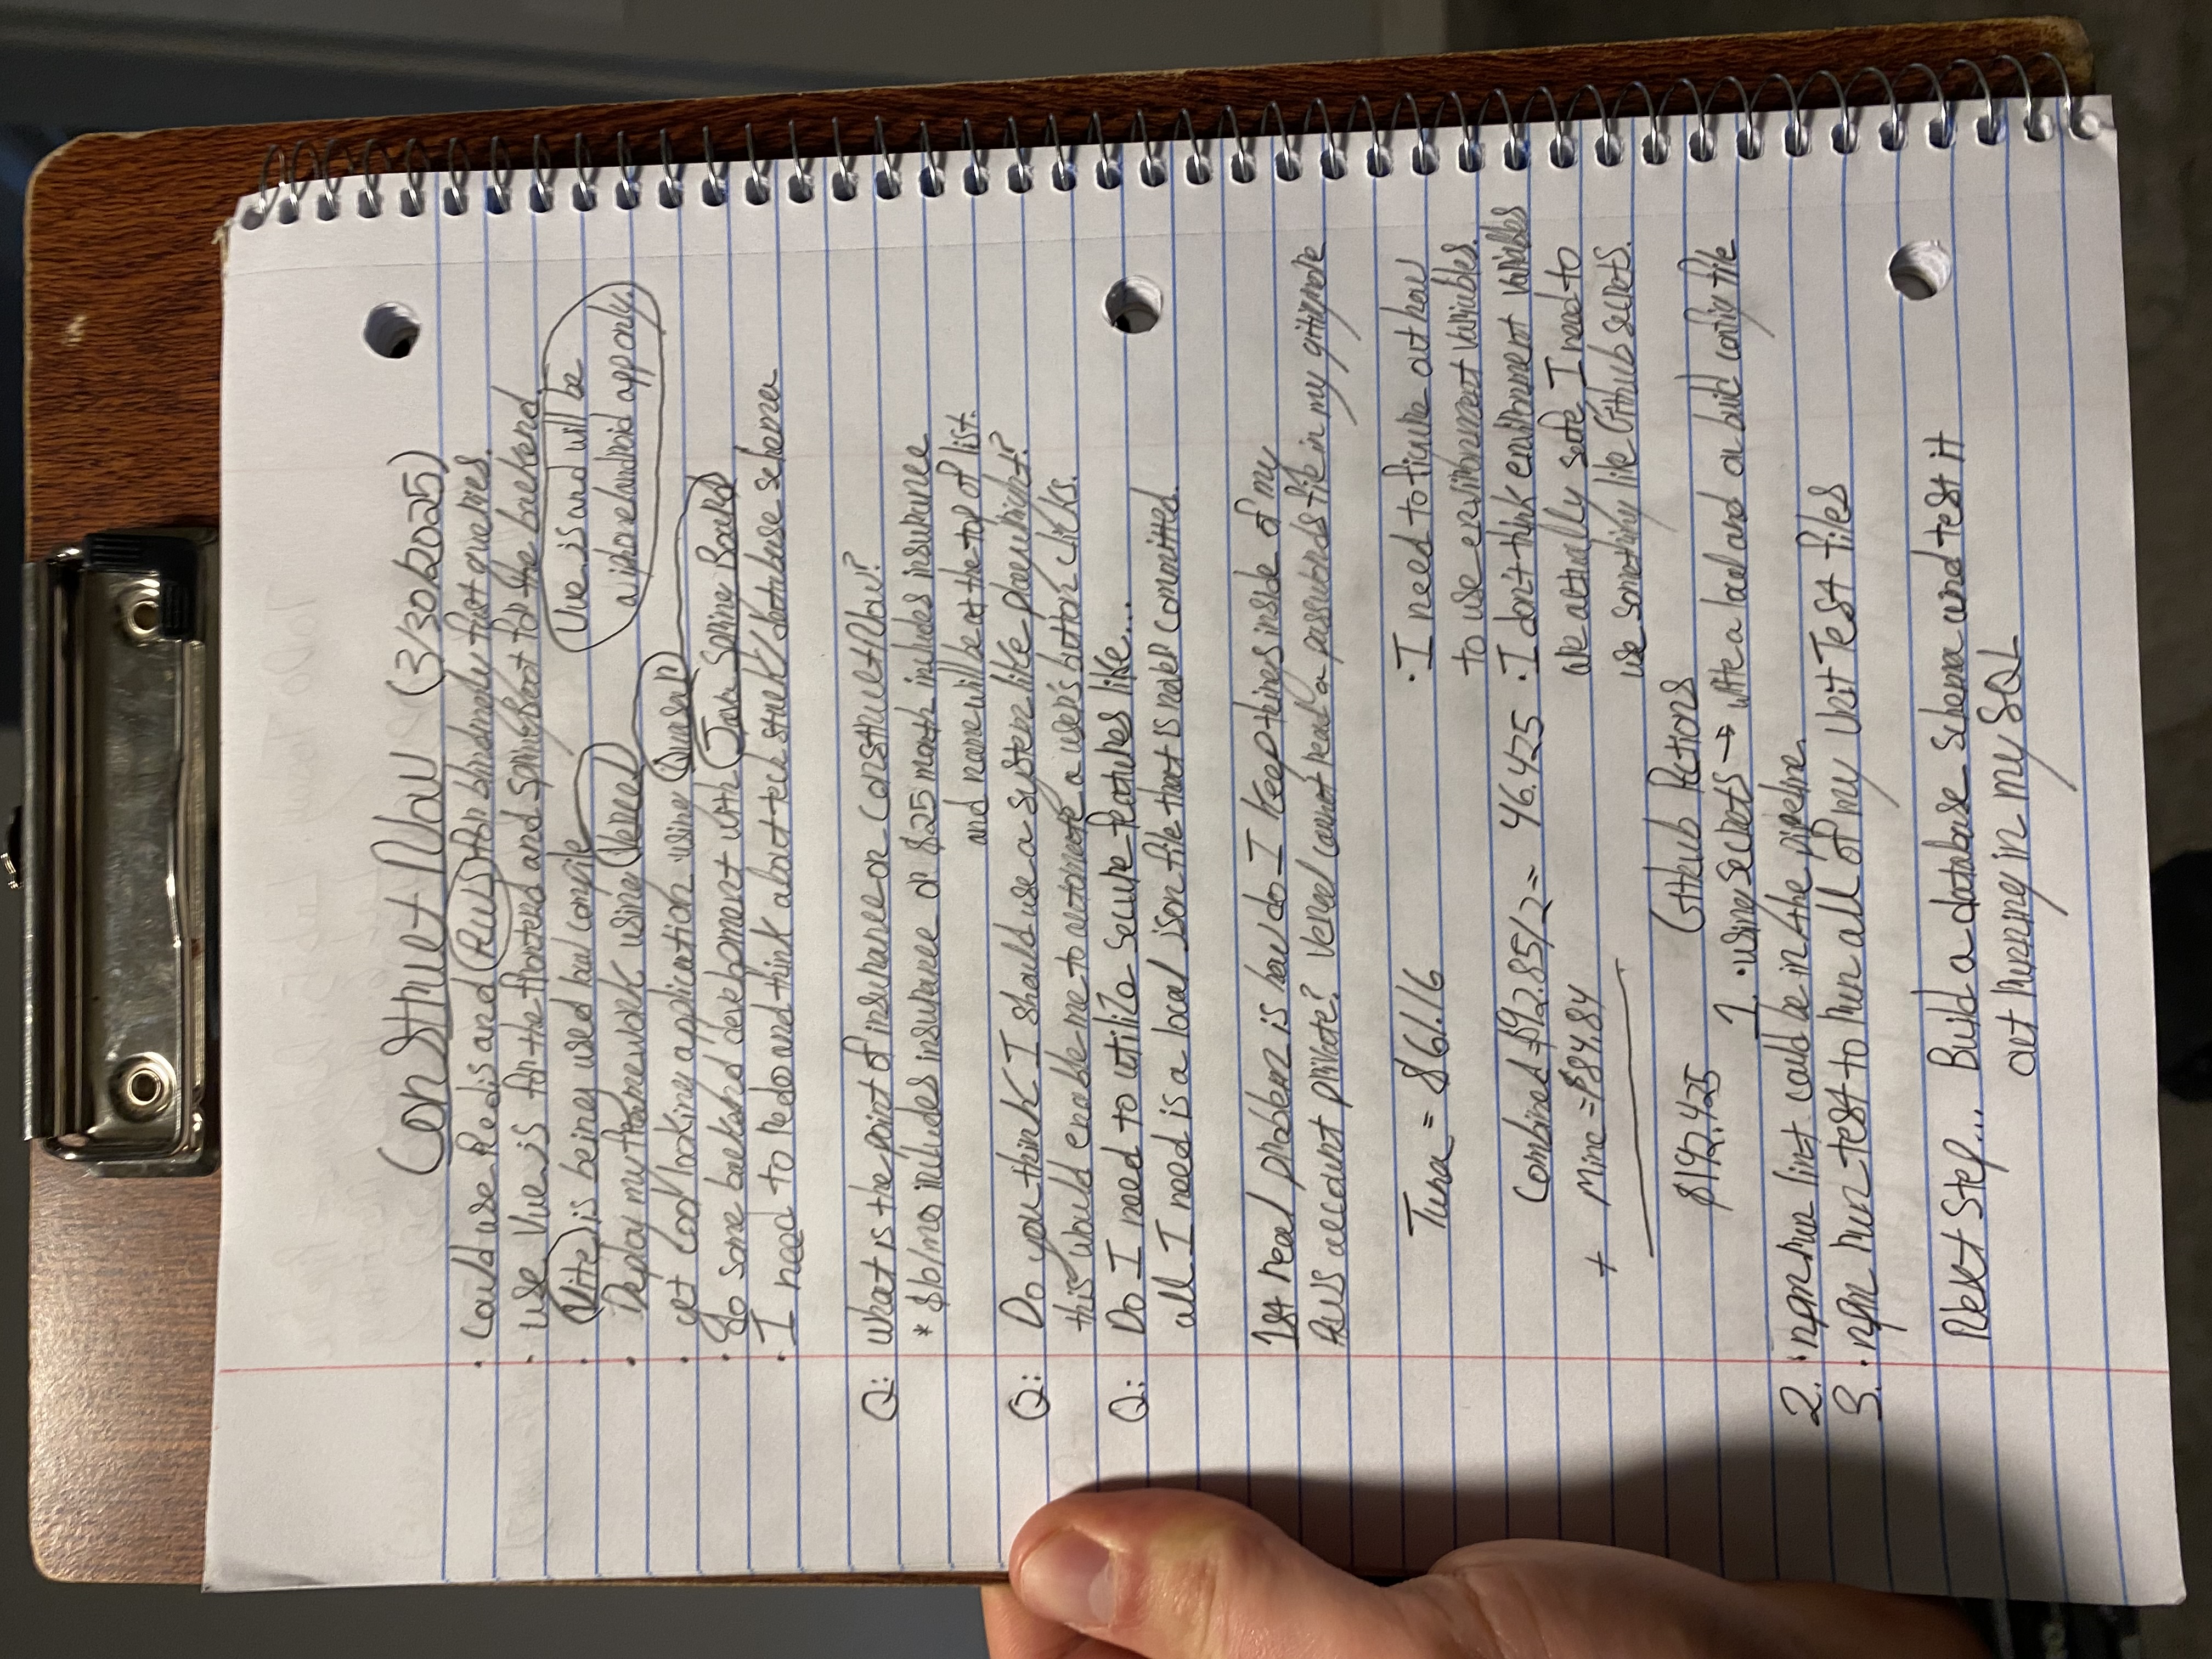 ConstructNow (3/30/2025)
· Could use Redis and AWS for blindingly fast queries.
· use Vue.js for the frontend and SpringBoot for the backend.
· Vite is being used local compile
Vue.js and will be
a iphone/android app only.
· Deploy my framework using Vercel
· get cool looking application using Quasar
· do some backend development with Java Spring Board
· I need to redo and think about teck stack/database schema
Q: What is the point of insurance on ConstructNow?
* $10/mo includes insurance or $25 month includes insurance
and name will be at the top of list.
Q: Do you think I should use a system like playwright?
this would enable me to automate a user's button clicks.
Q: Do I need to utilize secure features like...
all I need is a local json file that is never committed.
1st real problem is how do I keep things inside of my
AWS account private? Vercel cannot read a passwords file in my gitignore
Tuna = $61.16
· I need to figure out how
to use environment variables.
Combined = $92.85/2 = 46.425
· I don't think environment variables
are actually safe, I need to
use something like Github secrets.
+ Mine = $84.84
$192.425
Github Actions
1. · using secrets → write a local and on build config file
2. · npm run lint could be in the pipeline.
3. · npm run test to run all of my Unit Test files
Next Step... Build a database schema and test it
out running in my SQL